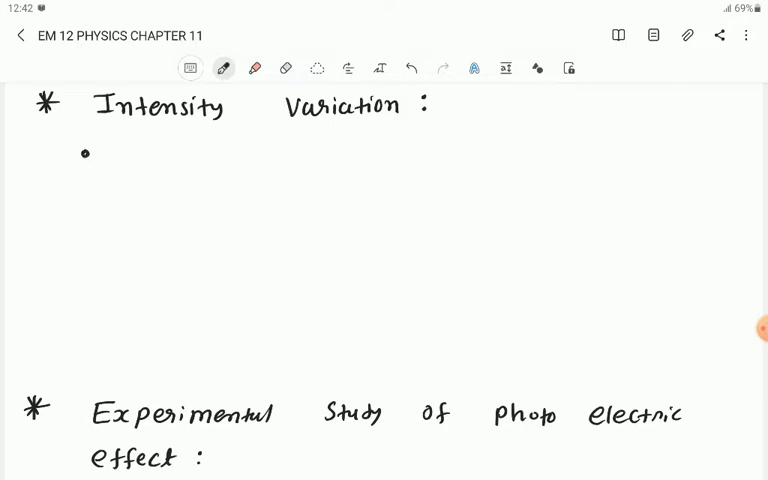 12:42 69%
EM 12 PHYSICS CHAPTER 11
* Intensity Variation :
* Experimental Study of photo electric
effect :